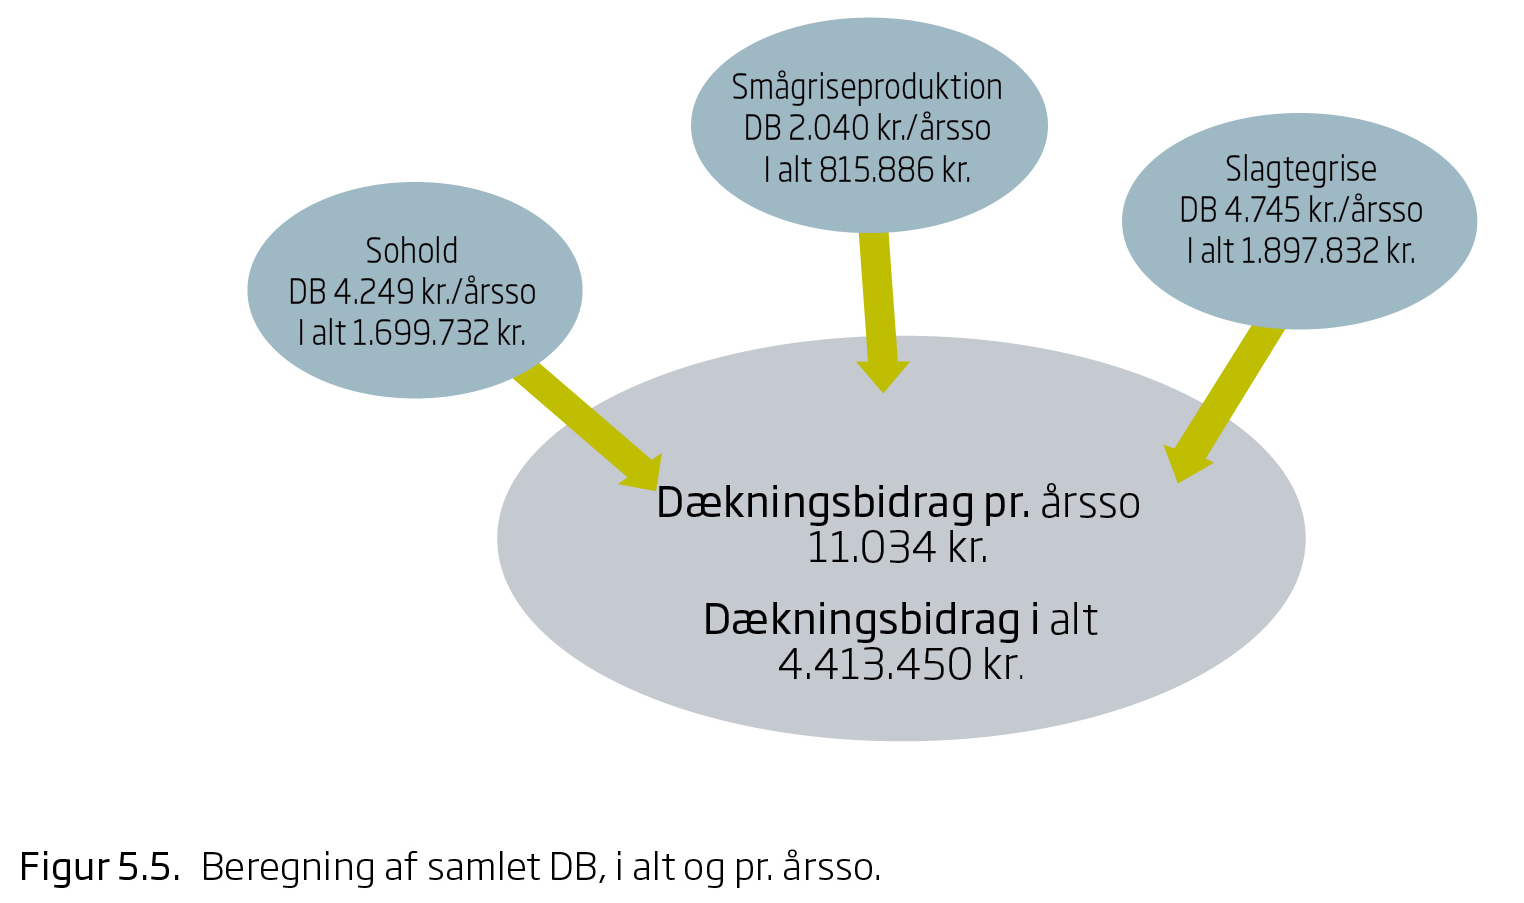 Smågriseproduktion
DB 2.040 kr./årsso
I alt 815.886 kr.
Slagtegrise
DB 4.745 kr./årsso
I alt 1.897.832 kr.
Sohold
DB 4.249 kr./årsso
I alt 1.699.732 kr.
Dækningsbidrag pr. årsso
11.034 kr.
Dækningsbidrag i alt
4.413.450 kr.
Figur 5.5. Beregning af samlet DB, i alt og pr. årsso.